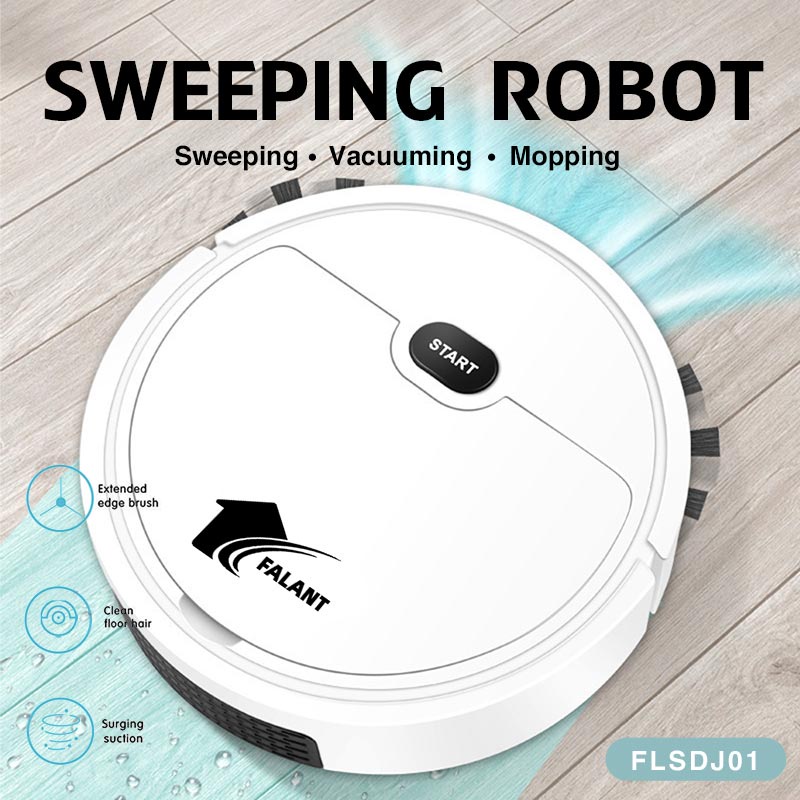 SWEEPING ROBOT
Sweeping • Vacuuming • Mopping
START
Extended
edge brush
FALANT
Clean
floor hair
Surging
suction
FLSDJ01